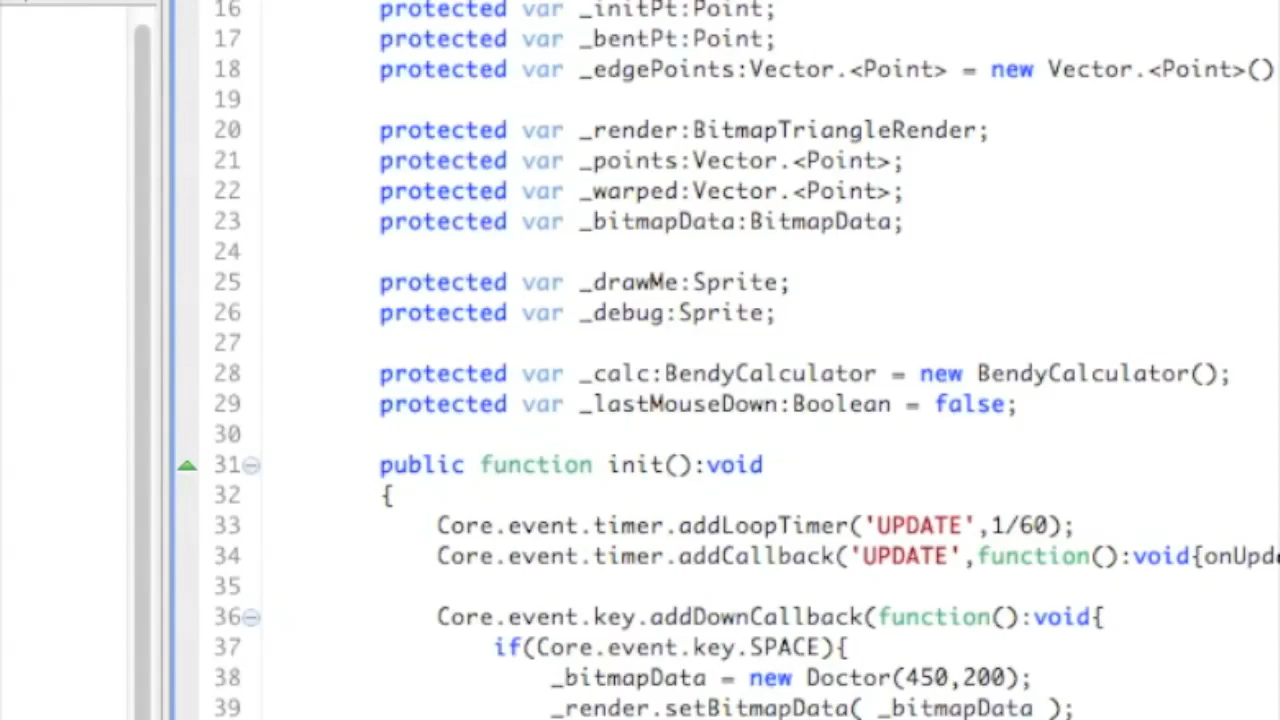 16 protected var _initPt:Point;
17 protected var _bentPt:Point;
18 protected var _edgePoints:Vector.<Point> = new Vector.<Point>()
19
20 protected var _render:BitmapTriangleRender;
21 protected var _points:Vector.<Point>;
22 protected var _warped:Vector.<Point>;
23 protected var _bitmapData:BitmapData;
24
25 protected var _drawMe:Sprite;
26 protected var _debug:Sprite;
27
28 protected var _calc:BendyCalculator = new BendyCalculator();
29 protected var _lastMouseDown:Boolean = false;
30
31 public function init():void
32 {
33 Core.event.timer.addLoopTimer('UPDATE',1/60);
34 Core.event.timer.addCallback('UPDATE',function():void{onUpd
35
36 Core.event.key.addDownCallback(function():void{
37 if(Core.event.key.SPACE){
38 _bitmapData = new Doctor(450,200);
39 _render.setBitmapData( _bitmapData );